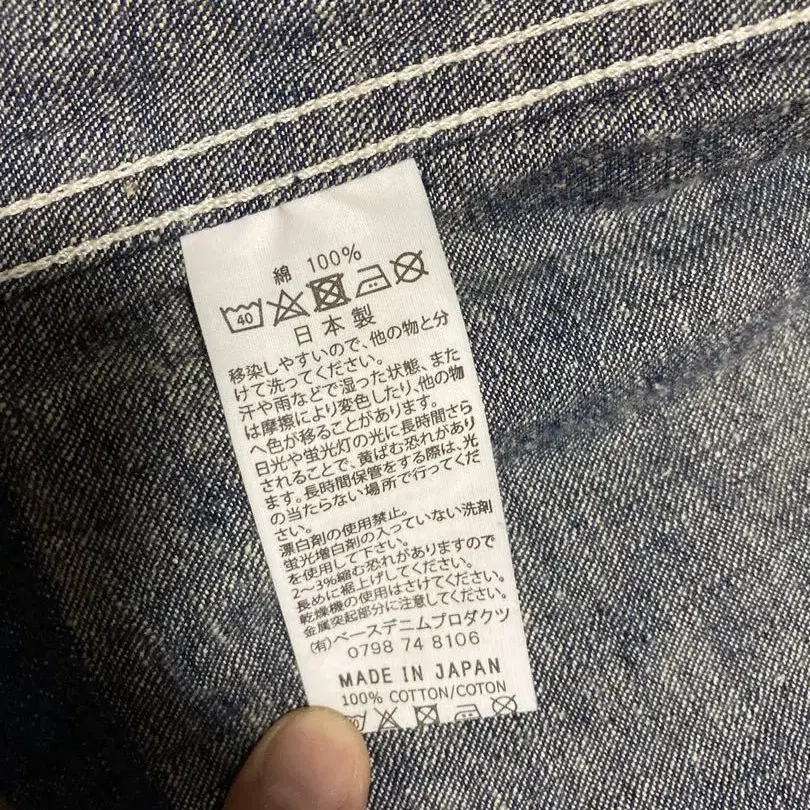 綿 100%
40
日本製
移染しやすいので、他の物と分
けて洗ってください。
汗や雨などで湿った状態、また
は摩擦により変色したり、他の物
へ色が移ることがあります。
日光や蛍光灯の光に長時間さら
されることで、黄ばむ恐れがあり
ます。長時間保管をする際は、光
の当たらない場所で行ってくだ
さい。
漂白剤の使用禁止。
蛍光増白剤の入っていない洗剤
を使用して下さい。
2〜3%縮む恐れがありますので
長めに裾上げしてください。
乾燥機の使用はさけてください。
金属突起部分に注意してください。
(有)ベースデニムプロダクツ
0798 74 8106
MADE IN JAPAN
100% COTTON/COTON